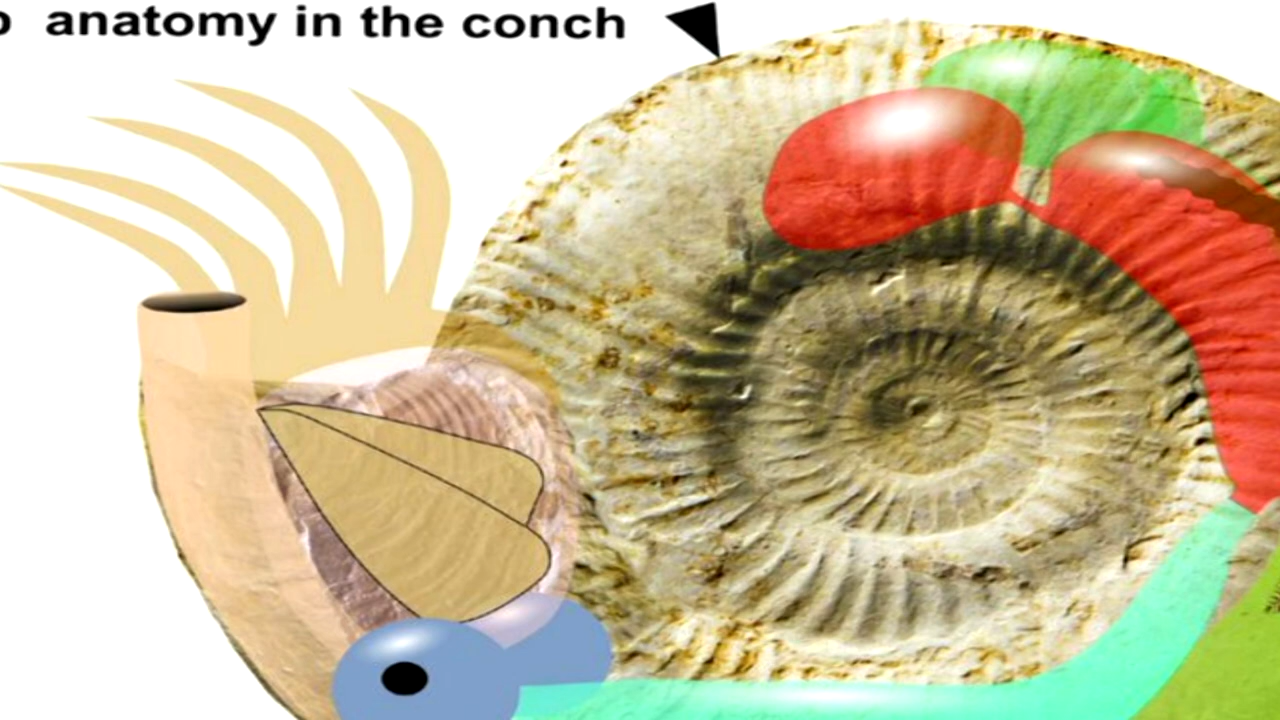 anatomy in the conch